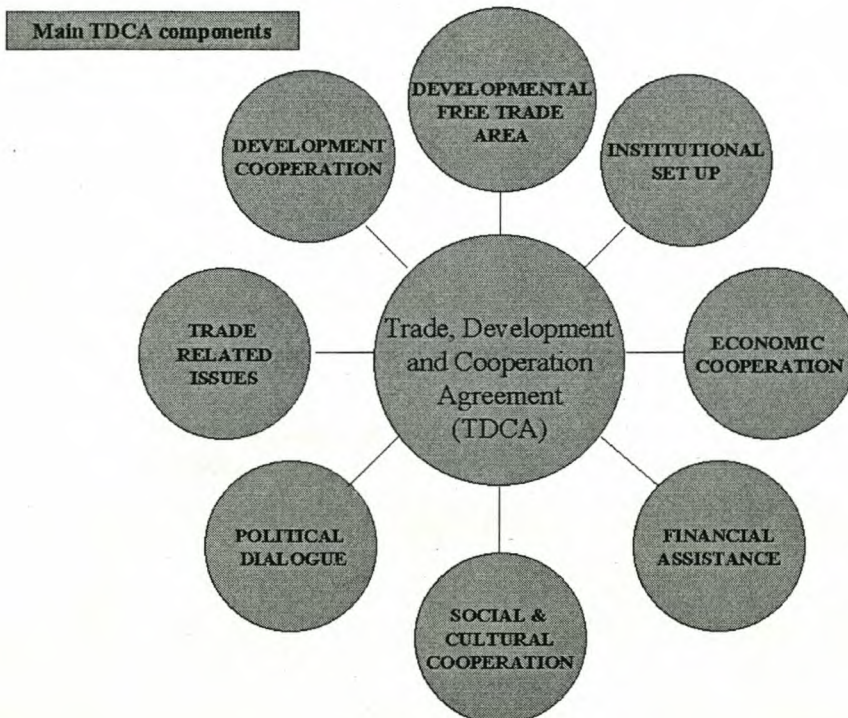 Main TDCA components
DEVELOPMENTAL
FREE TRADE
AREA
DEVELOPMENT
COOPERATION
INSTITUTIONAL
SET UP
TRADE
RELATED
ISSUES
Trade, Development
and Cooperation
Agreement
(TDCA)
ECONOMIC
COOPERATION
POLITICAL
DIALOGUE
FINANCIAL
ASSISTANCE
SOCIAL &
CULTURAL
COOPERATION